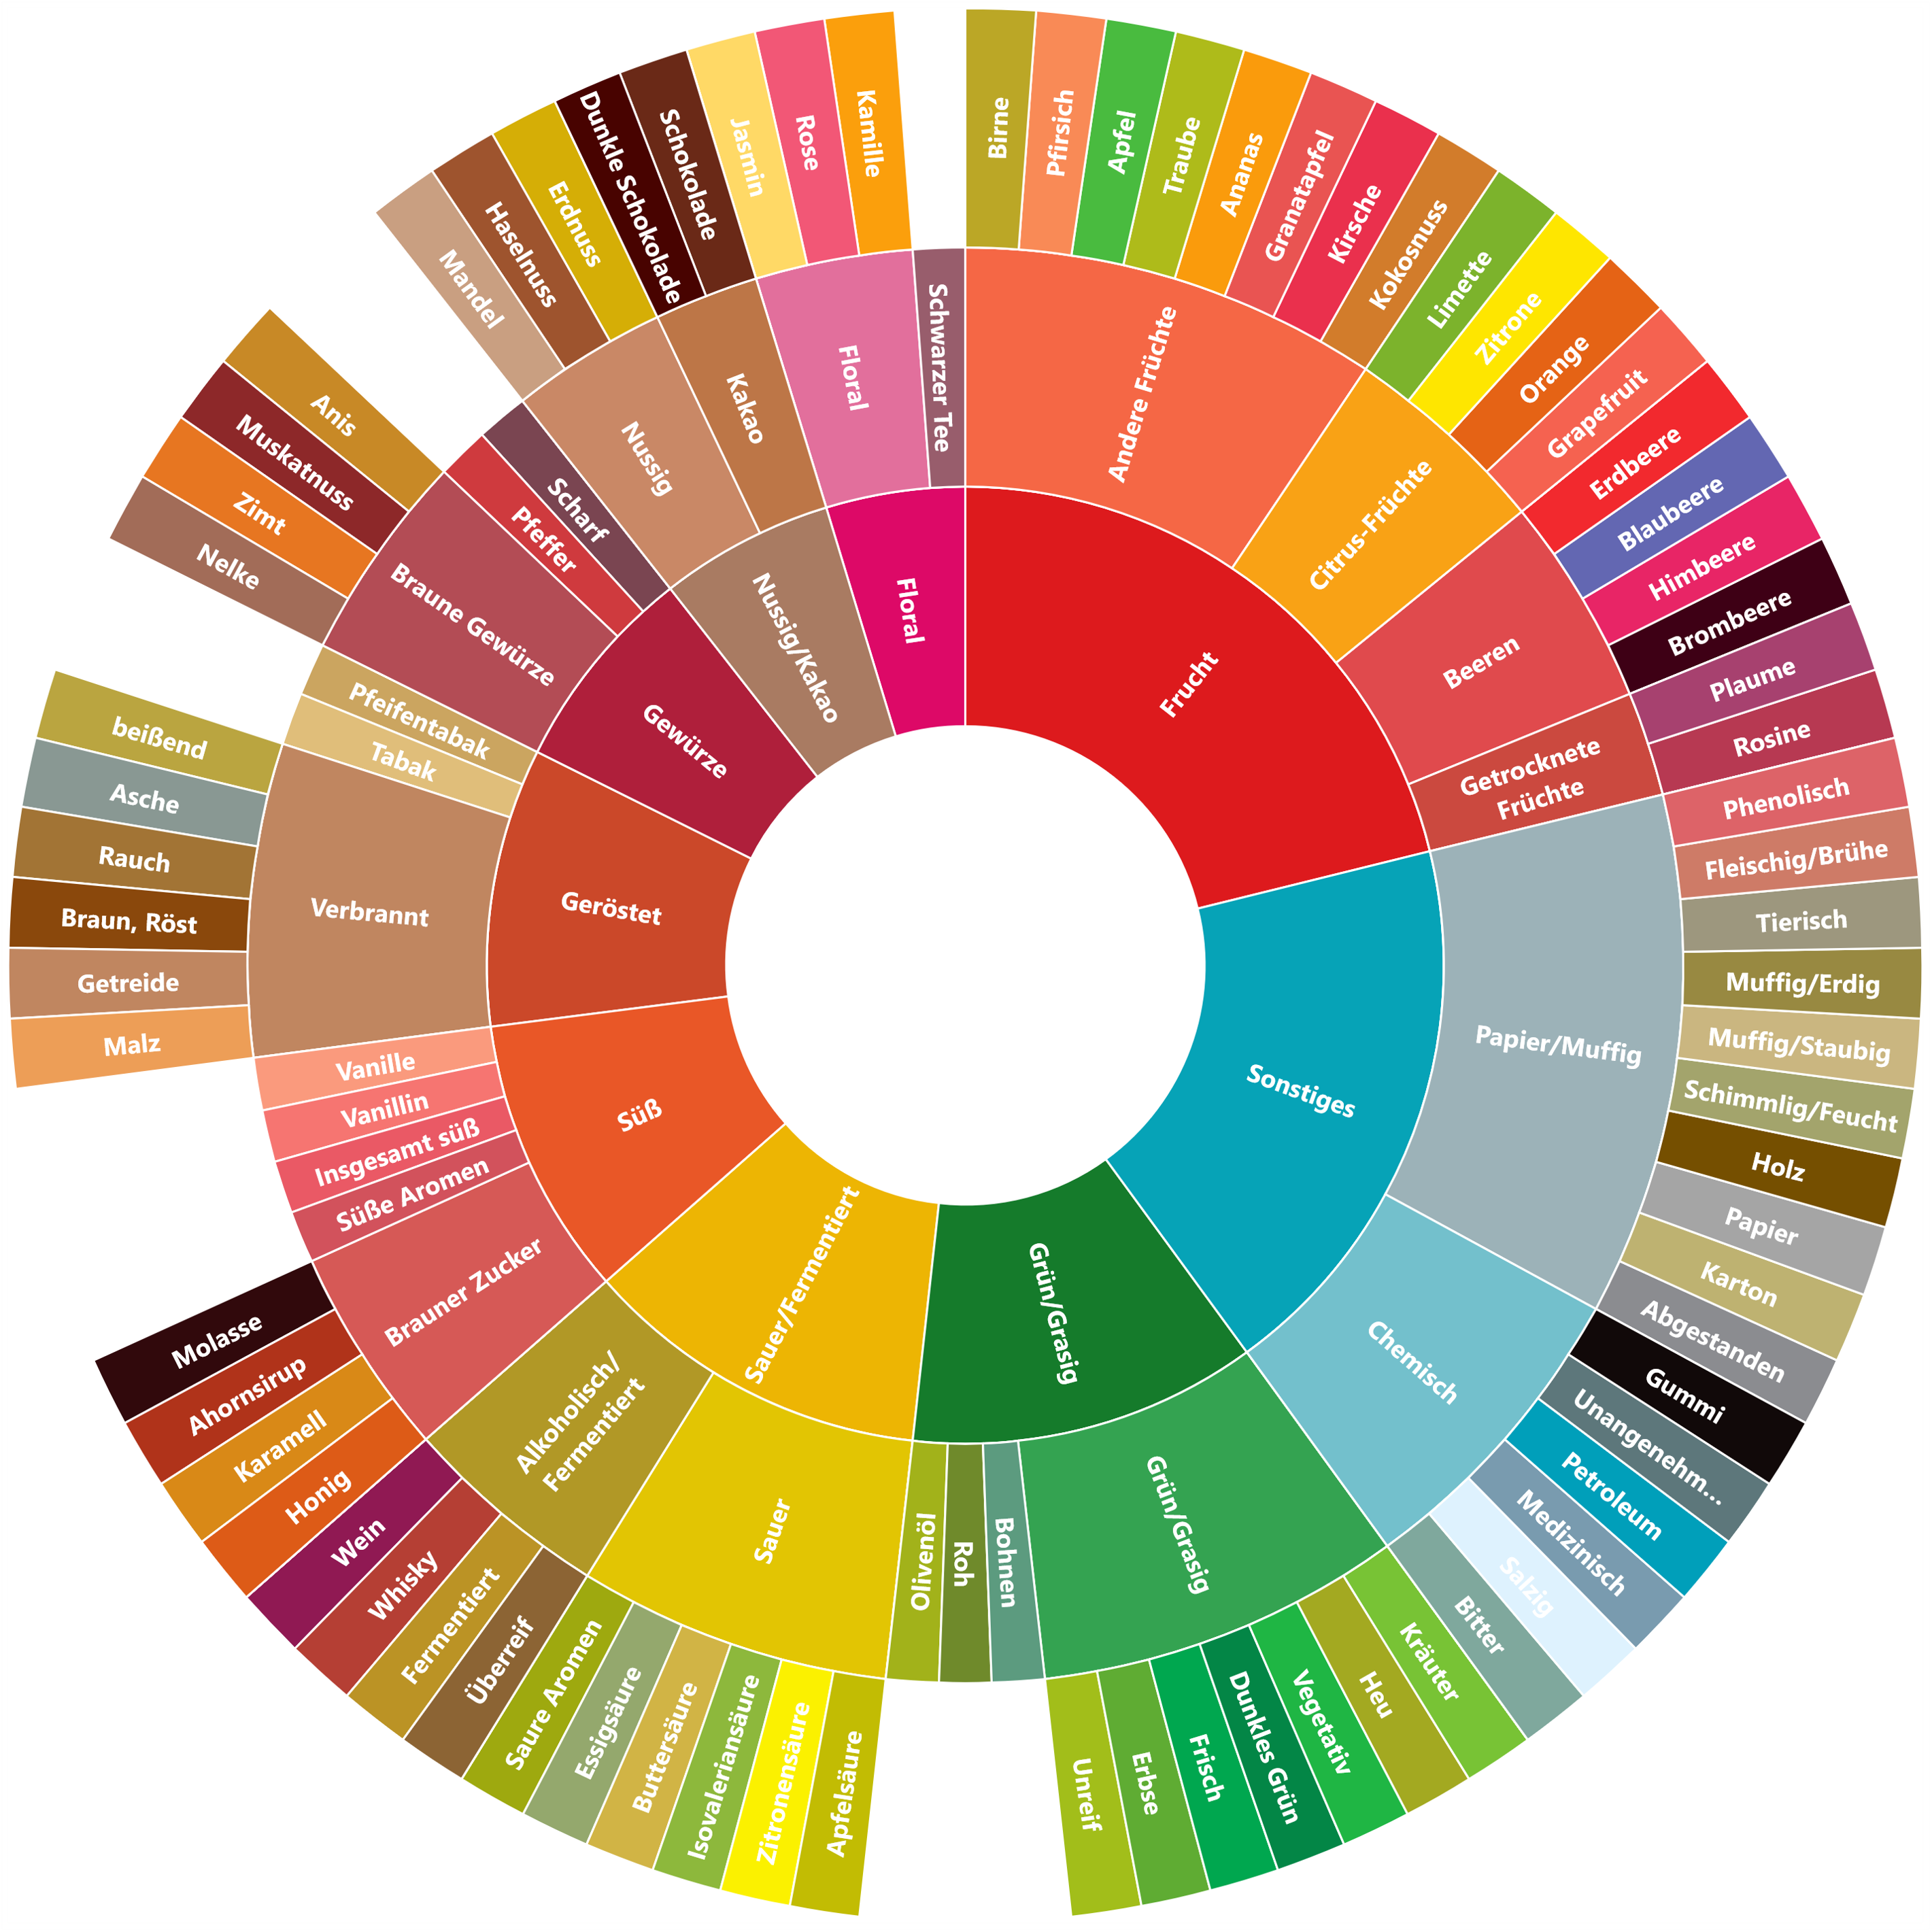 Frucht
Andere Früchte
Birne
Pfirsich
Apfel
Traube
Ananas
Granatapfel
Kirsche
Kokosnuss
Citrus-Früchte
Limette
Zitrone
Orange
Grapefruit
Beeren
Erdbeere
Blaubeere
Himbeere
Brombeere
Getrocknete
Früchte
Plaume
Rosine
Sonstiges
Papier/Muffig
Phenolisch
Fleischig/Brühe
Tierisch
Muffig/Erdig
Muffig/Staubig
Schimmlig/Feucht
Holz
Papier
Karton
Abgestanden
Chemisch
Gummi
Unangenehm...
Petroleum
Medizinisch
Salzig
Bitter
Grün/Grasig
Grün/Grasig
Kräuter
Heu
Vegetativ
Dunkles Grün
Frisch
Erbse
Unreif
Bohnen
Roh
Olivenöl
Sauer/Fermentiert
Sauer
Apfelsäure
Zitronensäure
Isovaleriansäure
Buttersäure
Essigsäure
Saure Aromen
Alkoholisch/
Fermentiert
Überreif
Fermentiert
Whisky
Wein
Süß
Brauner Zucker
Honig
Karamell
Ahornsirup
Molasse
Süße Aromen
Insgesamt süß
Vanillin
Vanille
Geröstet
Verbrannt
Malz
Getreide
Braun, Röst
Rauch
Asche
beißend
Tabak
Pfeifentabak
Gewürze
Braune Gewürze
Nelke
Zimt
Muskatnuss
Anis
Pfeffer
Scharf
Nussig/Kakao
Nussig
Mandel
Haselnuss
Erdnuss
Kakao
Dunkle Schokolade
Schokolade
Floral
Floral
Jasmin
Rose
Kamille
Schwarzer Tee